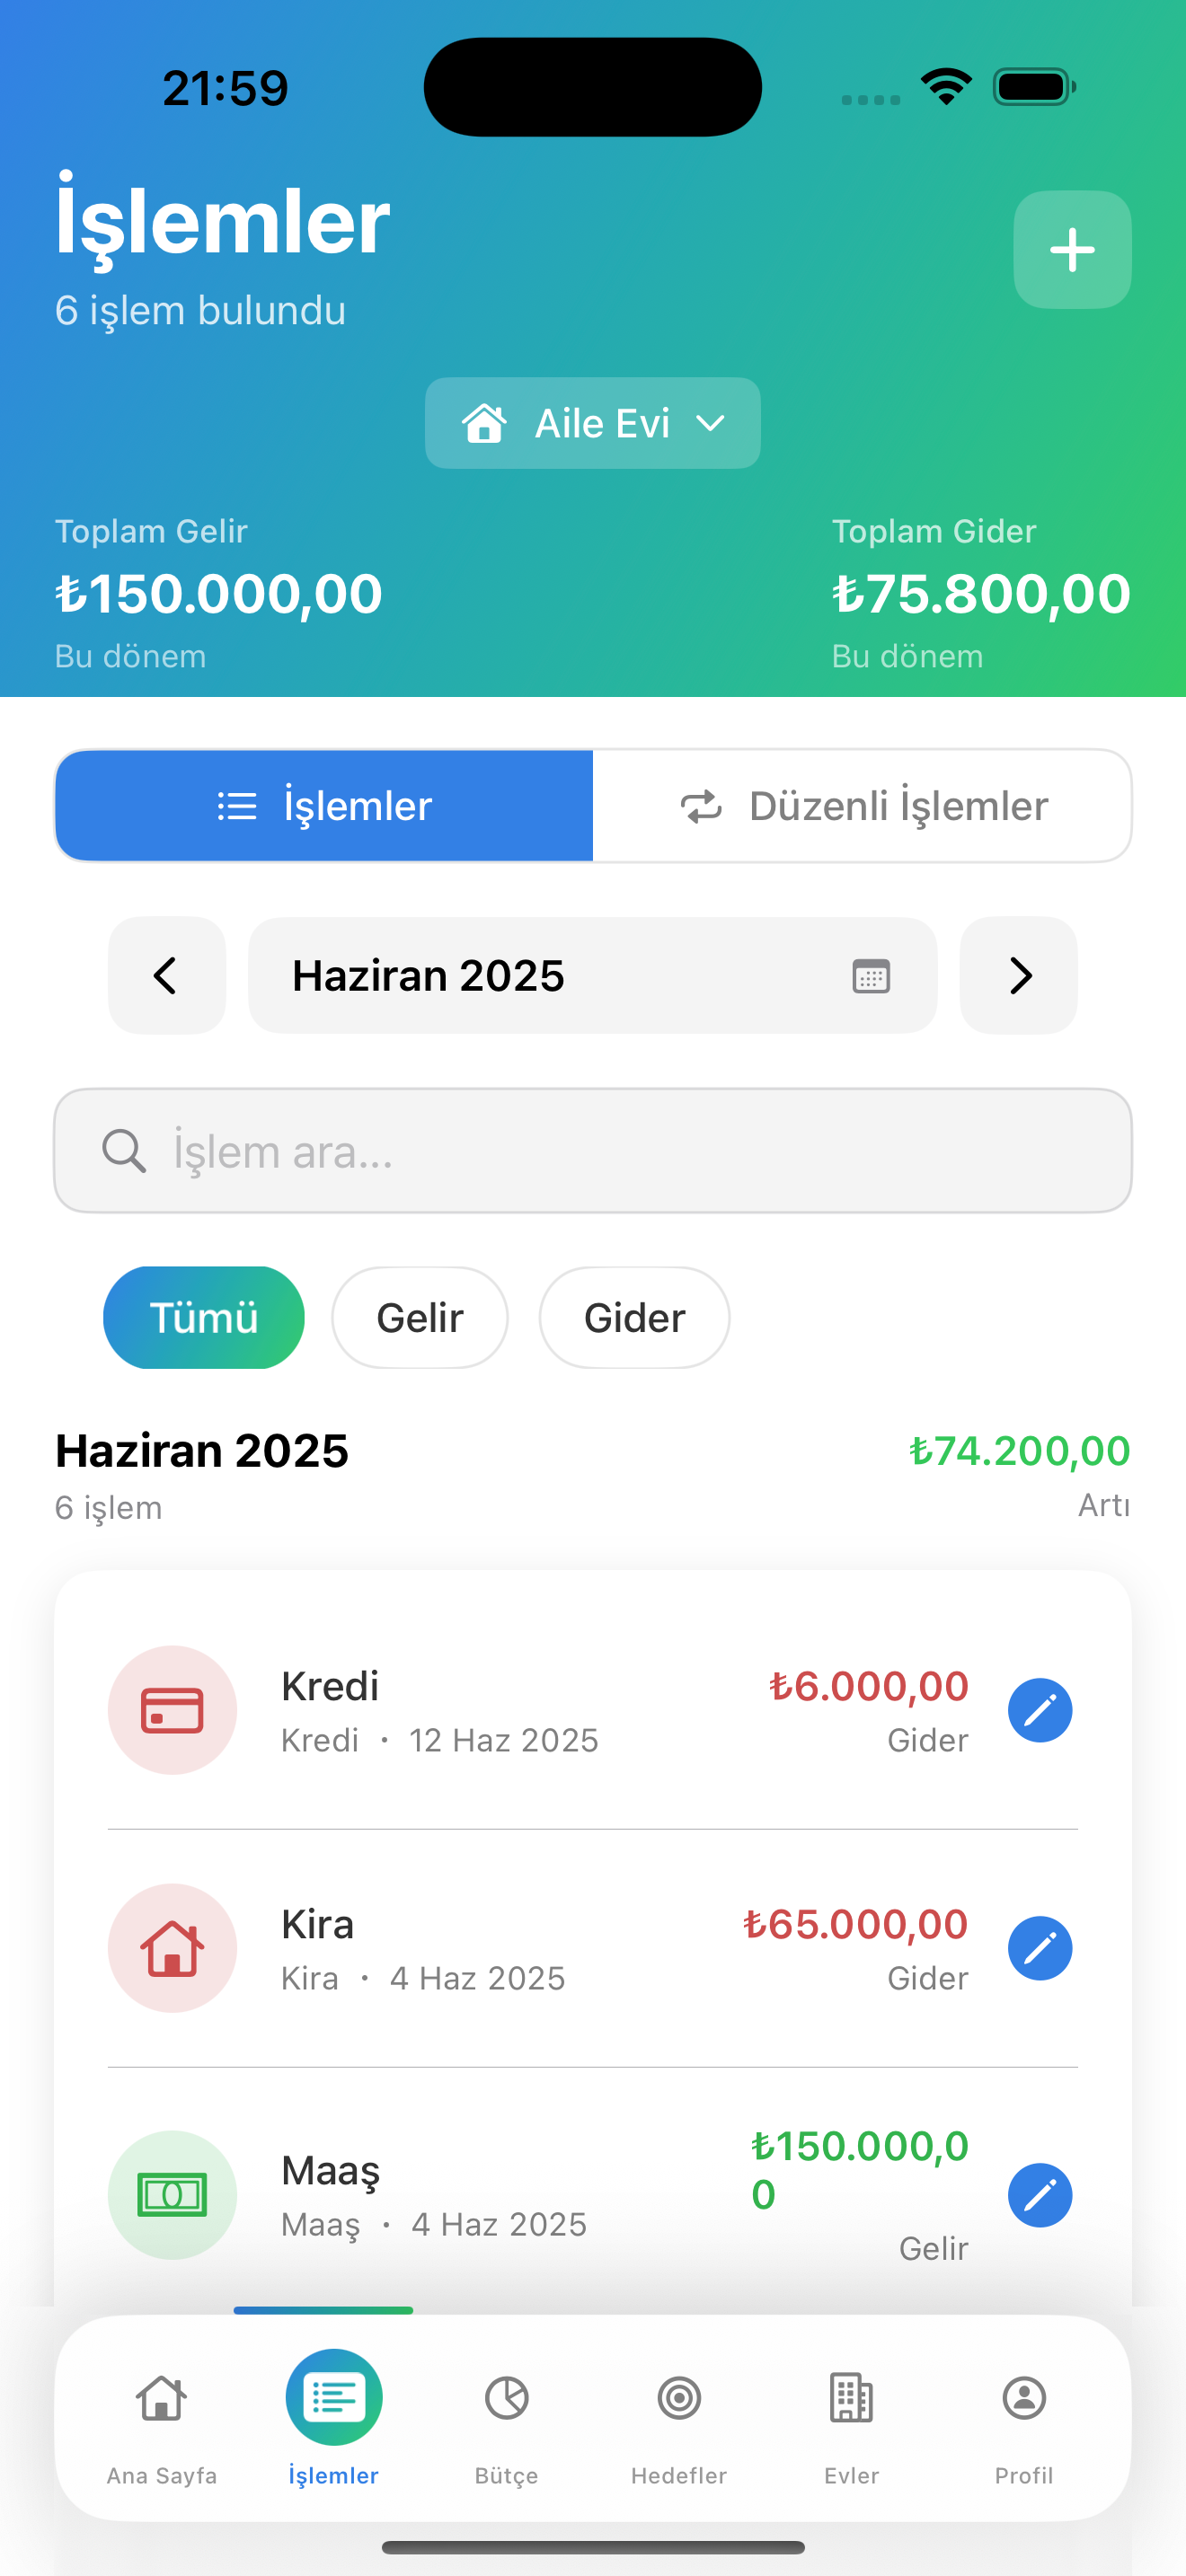 21:59
İşlemler
6 işlem bulundu
Aile Evi
Toplam Gelir
Toplam Gider
₺150.000,00
₺75.800,00
Bu dönem
Bu dönem
İşlemler
Düzenli İşlemler
Haziran 2025
İşlem ara...
Tümü
Gelir
Gider
Haziran 2025
₺74.200,00
6 işlem
Artı
Kredi
₺6.000,00
Kredi • 12 Haz 2025
Gider
Kira
₺65.000,00
Kira • 4 Haz 2025
Gider
Maaş
₺150.000,0
0
Maaş • 4 Haz 2025
Gelir
Ana Sayfa
İşlemler
Bütçe
Hedefler
Evler
Profil